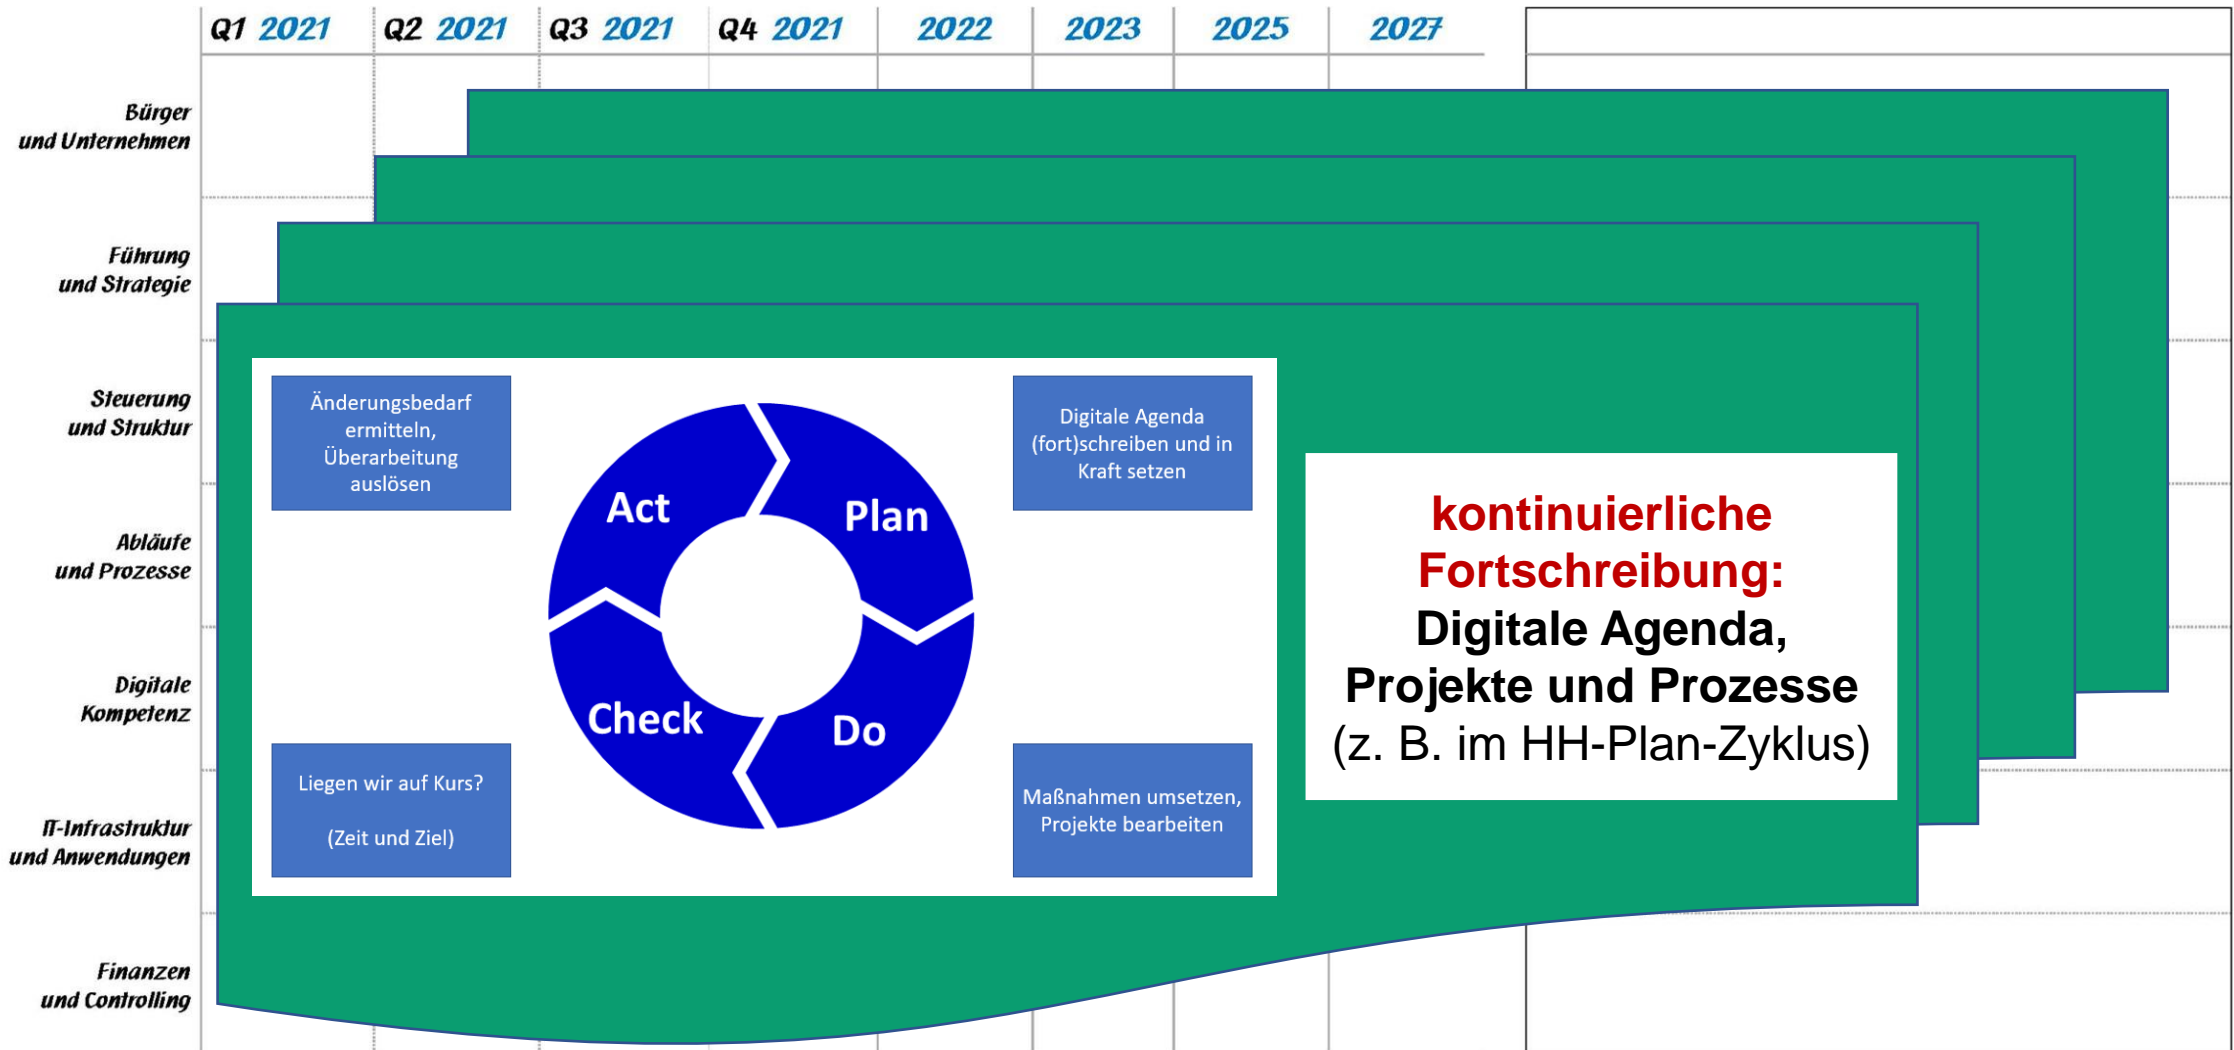 Q1 2021 Q2 2021 Q3 2021 Q4 2021 2022 2023 2025 2027
Bürger
und Unternehmen
Führung
und Strategie
Steuerung
und Struktur
Abläufe
und Prozesse
Digitale
Kompetenz
IT-Infrastruktur
und Anwendungen
Finanzen
und Controlling
Änderungsbedarf
ermitteln,
Überarbeitung
auslösen
Act
Plan
Digitale Agenda
(fort)schreiben und in
Kraft setzen
Liegen wir auf Kurs?
(Zeit und Ziel)
Check
Do
Maßnahmen umsetzen,
Projekte bearbeiten
kontinuierliche
Fortschreibung:
Digitale Agenda,
Projekte und Prozesse
(z. B. im HH-Plan-Zyklus)